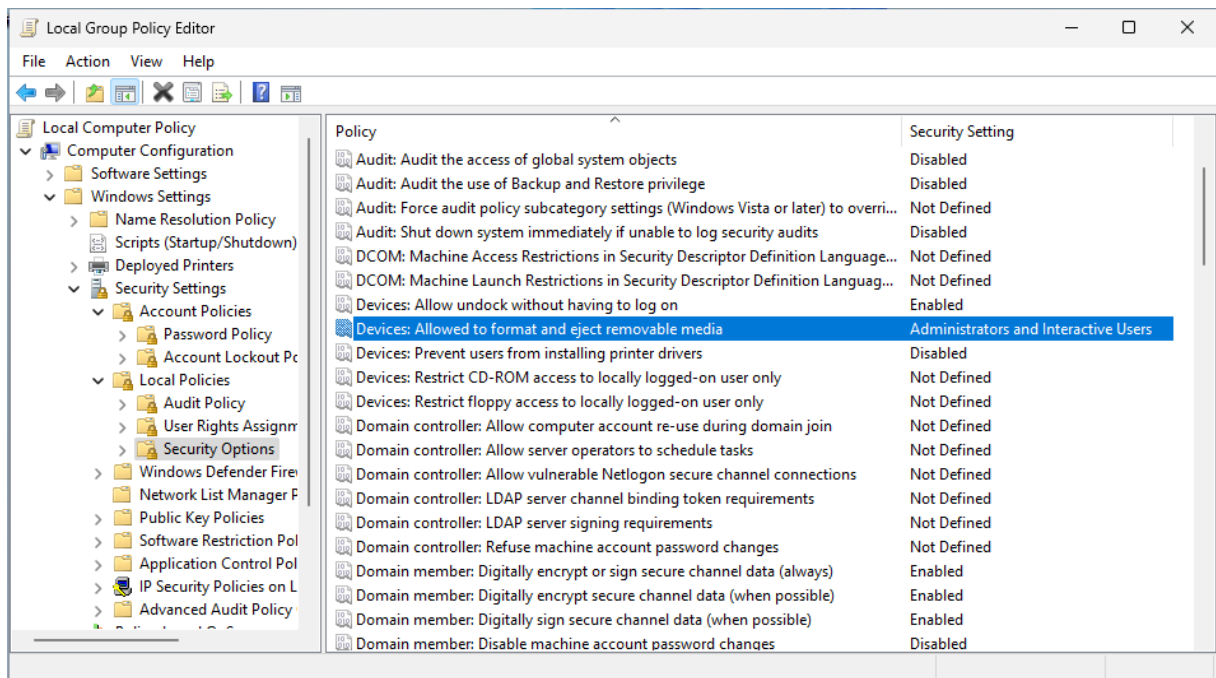 Local Group Policy Editor
File Action View Help
Local Computer Policy
Computer Configuration
Software Settings
Windows Settings
Name Resolution Policy
Scripts (Startup/Shutdown)
Deployed Printers
Security Settings
Account Policies
Password Policy
Account Lockout Po
Local Policies
Audit Policy
User Rights Assignm
Security Options
Windows Defender Fire
Network List Manager P
Public Key Policies
Software Restriction Pol
Application Control Pol
IP Security Policies on L
Advanced Audit Policy
Policy Security Setting
Audit: Audit the access of global system objects Disabled
Audit: Audit the use of Backup and Restore privilege Disabled
Audit: Force audit policy subcategory settings (Windows Vista or later) to overri... Not Defined
Audit: Shut down system immediately if unable to log security audits Disabled
DCOM: Machine Access Restrictions in Security Descriptor Definition Language... Not Defined
DCOM: Machine Launch Restrictions in Security Descriptor Definition Languag... Not Defined
Devices: Allow undock without having to log on Enabled
Devices: Allowed to format and eject removable media Administrators and Interactive Users
Devices: Prevent users from installing printer drivers Disabled
Devices: Restrict CD-ROM access to locally logged-on user only Not Defined
Devices: Restrict floppy access to locally logged-on user only Not Defined
Domain controller: Allow computer account re-use during domain join Not Defined
Domain controller: Allow server operators to schedule tasks Not Defined
Domain controller: Allow vulnerable Netlogon secure channel connections Not Defined
Domain controller: LDAP server channel binding token requirements Not Defined
Domain controller: LDAP server signing requirements Not Defined
Domain controller: Refuse machine account password changes Not Defined
Domain member: Digitally encrypt or sign secure channel data (always) Enabled
Domain member: Digitally encrypt secure channel data (when possible) Enabled
Domain member: Digitally sign secure channel data (when possible) Enabled
Domain member: Disable machine account password changes Disabled